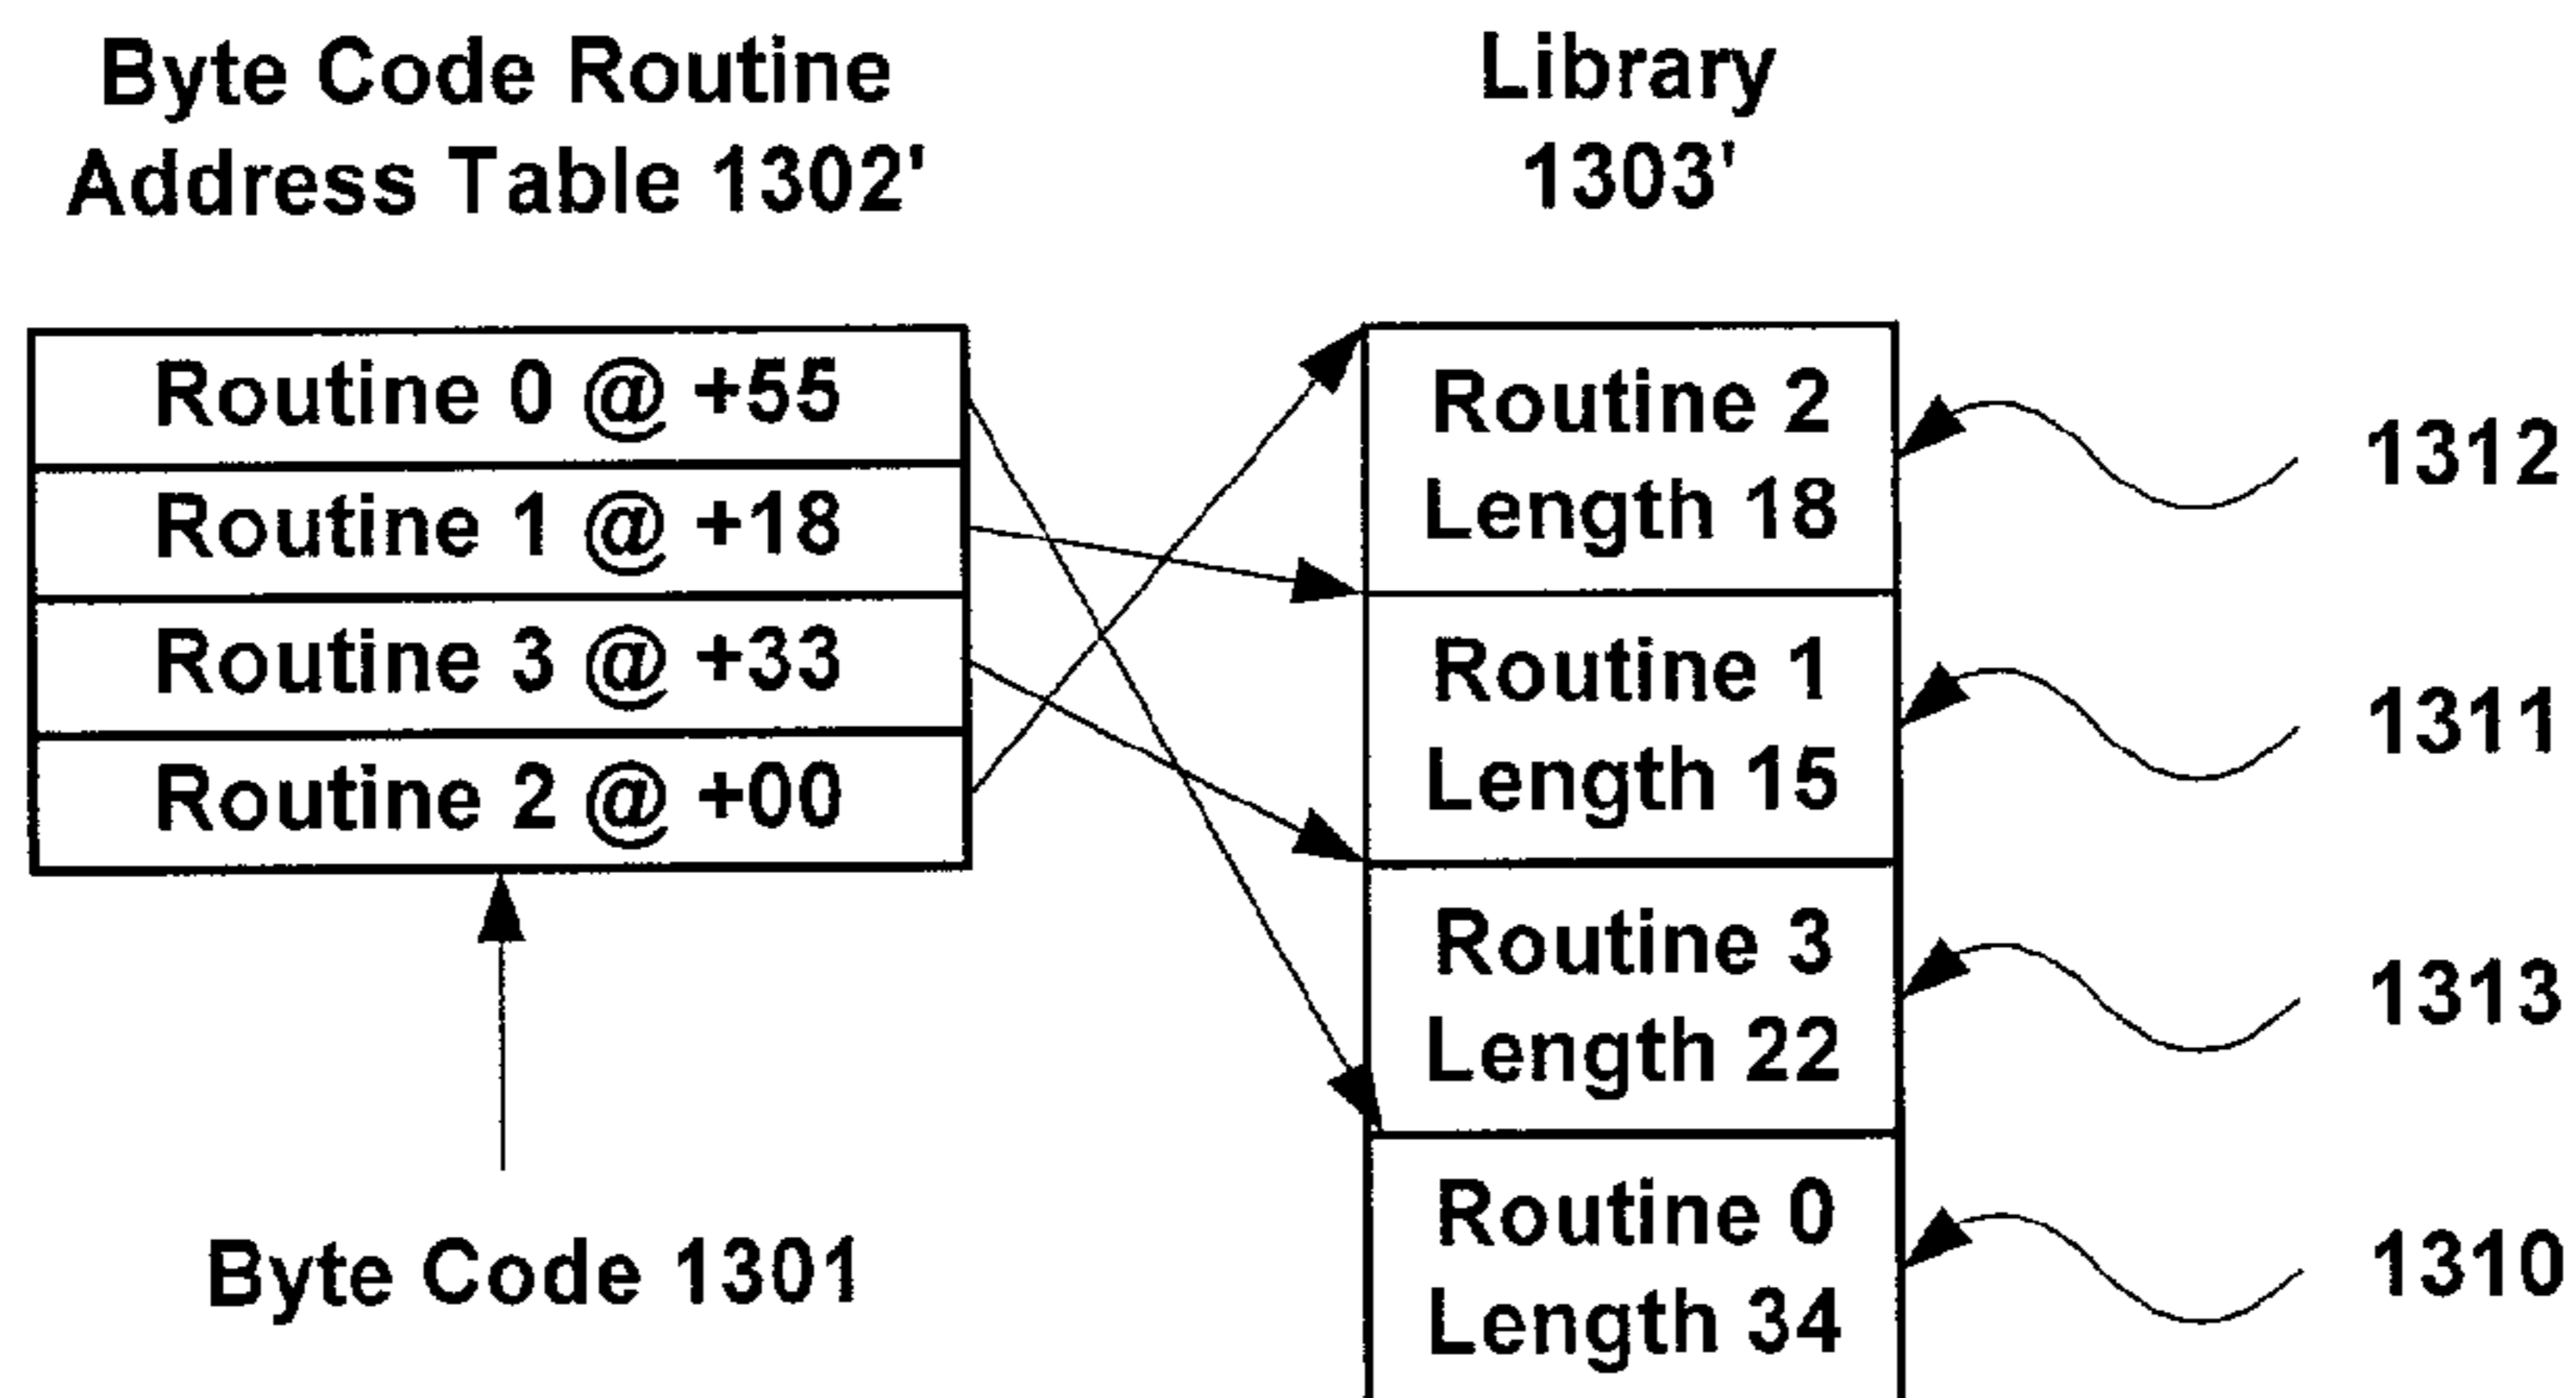 Byte Code Routine
Address Table 1302'
Library
1303'
Routine 0 @ +55
Routine 1 @ +18
Routine 3 @ +33
Routine 2 @ +00
Byte Code 1301
Routine 2
Length 18
1312
Routine 1
Length 15
1311
Routine 3
Length 22
1313
Routine 0
Length 34
1310